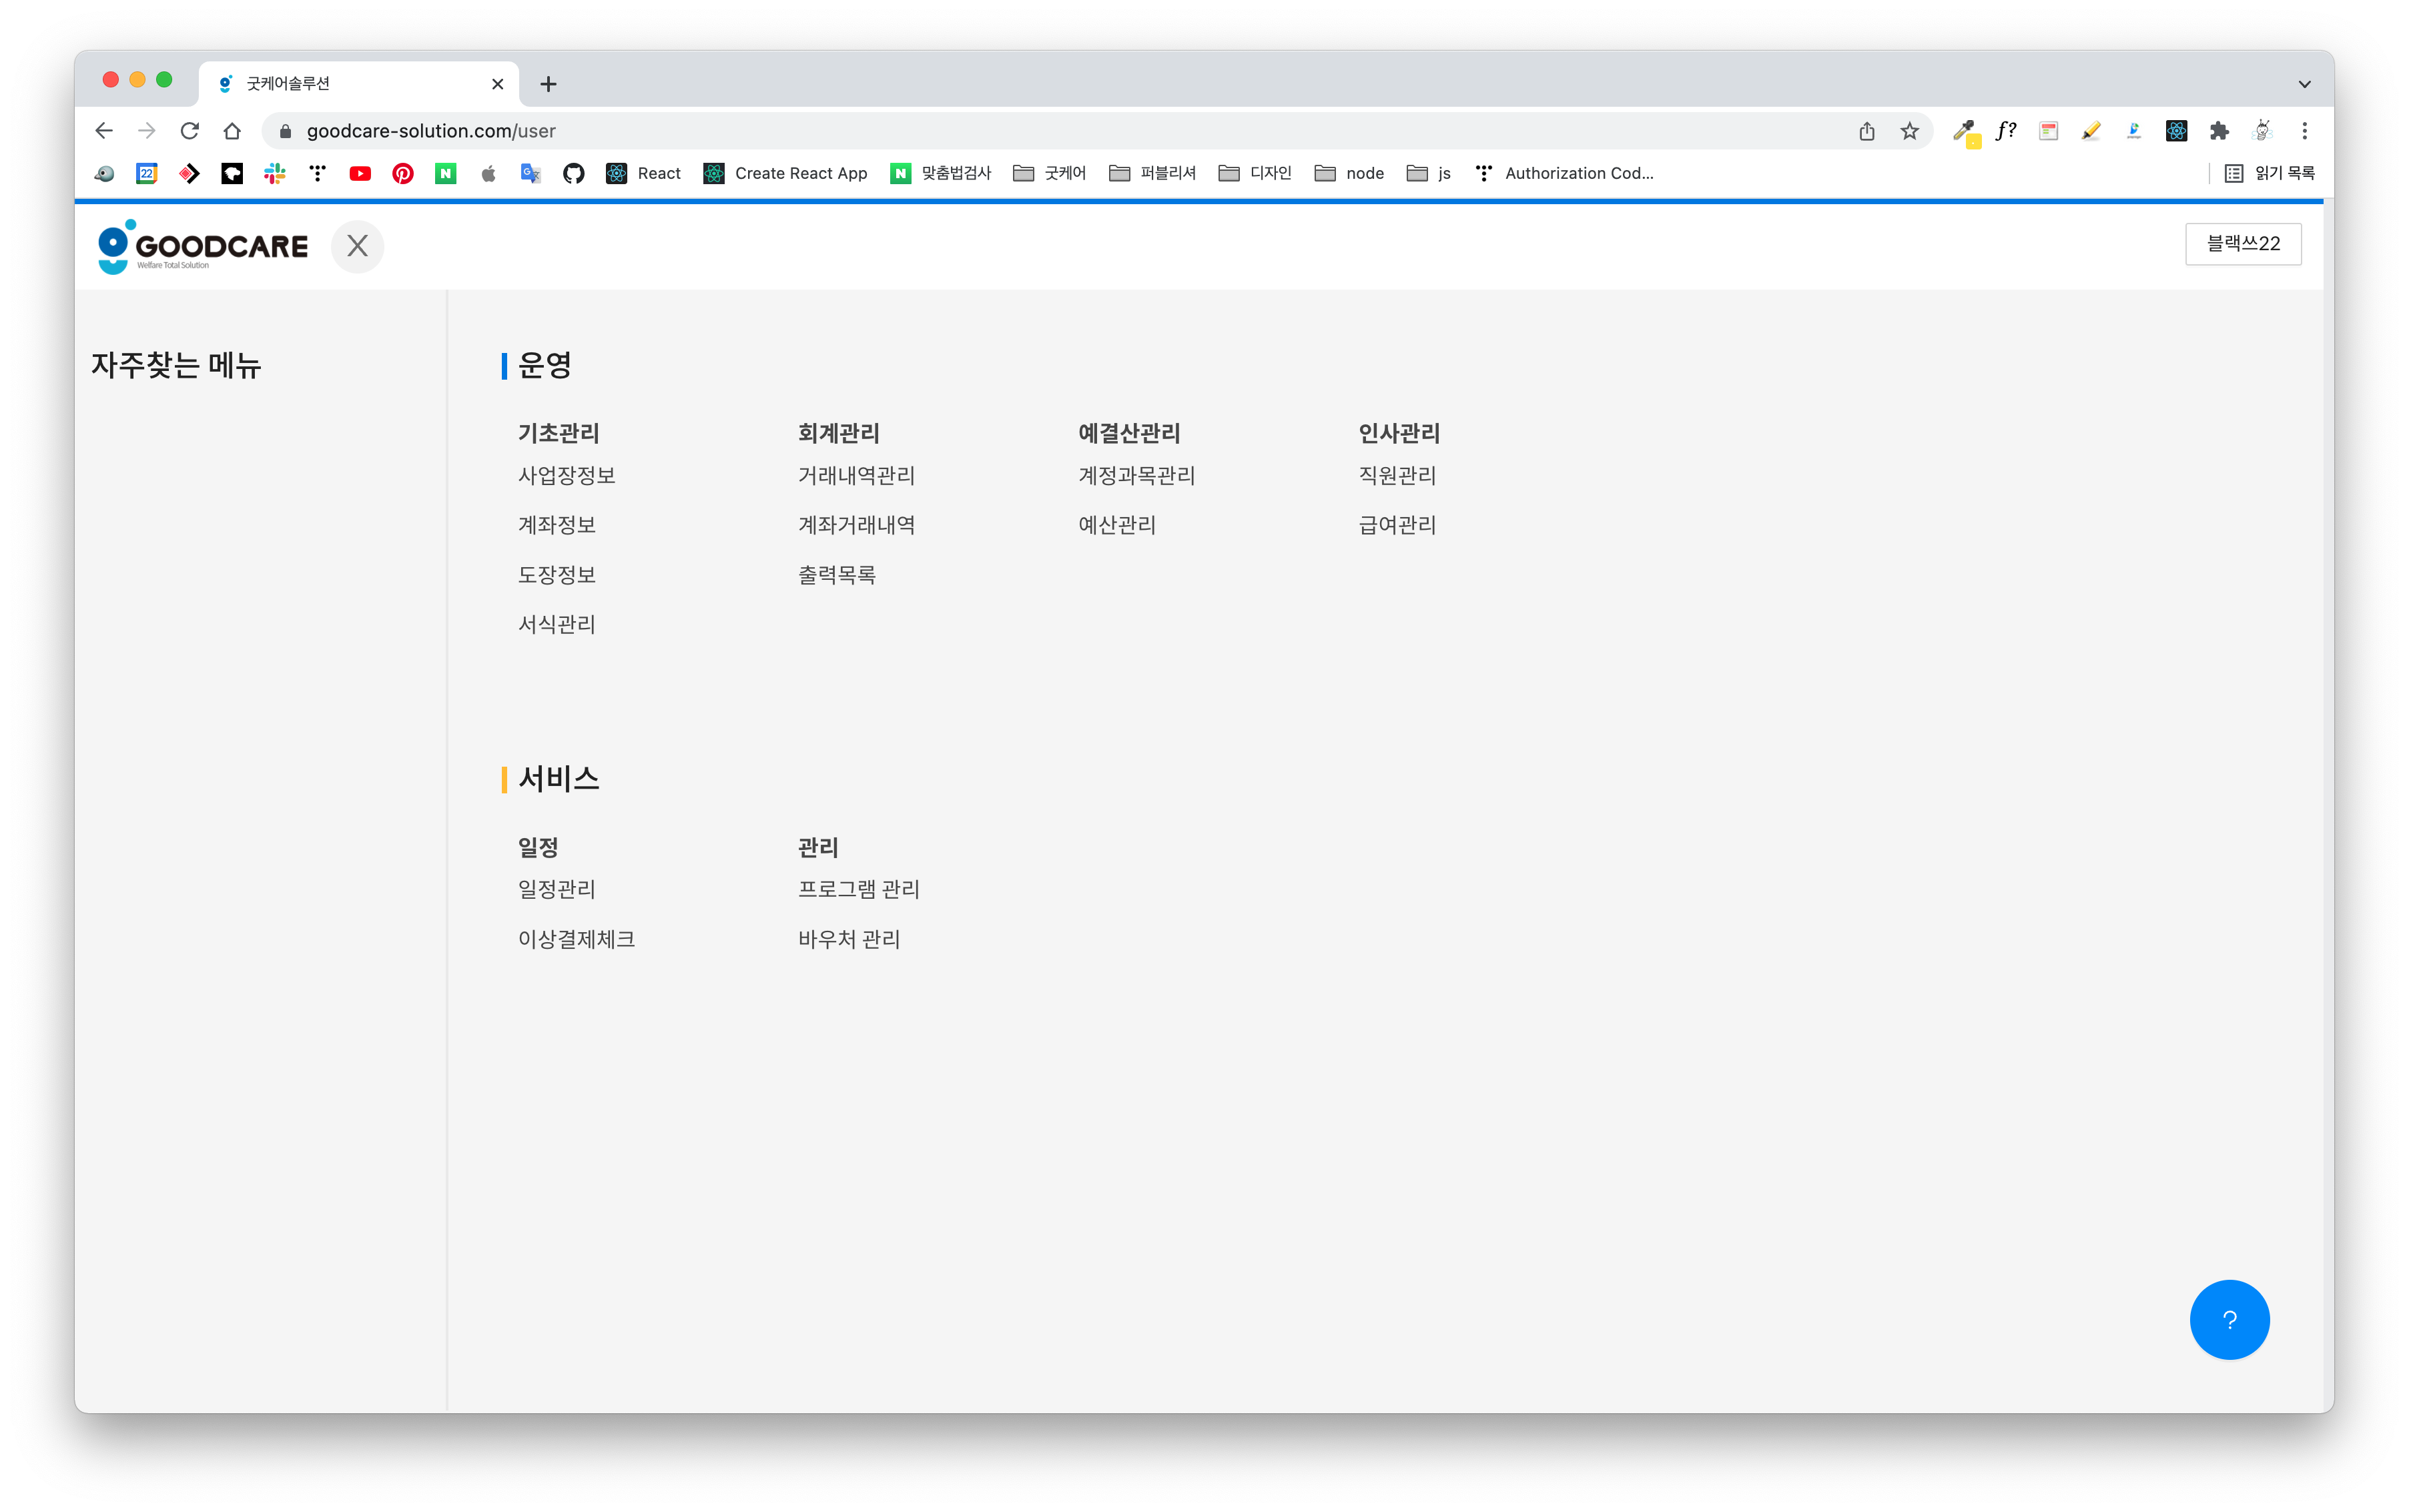 굿케어솔루션
goodcare-solution.com/user
f?
22
React
Create React App
맞춤법검사
굿케어
퍼블리셔
디자인
node
js
Authorization Cod...
읽기 목록
GOODCARE
Welfare Total Solution
X
블랙쓰22
자주찾는 메뉴
운영
기초관리 회계관리 예결산관리 인사관리
사업장정보 거래내역관리 계정과목관리 직원관리
계좌정보 계좌거래내역 예산관리 급여관리
도장정보 출력목록
서식관리
서비스
일정 관리
일정관리 프로그램 관리
이상결제체크 바우처 관리
?